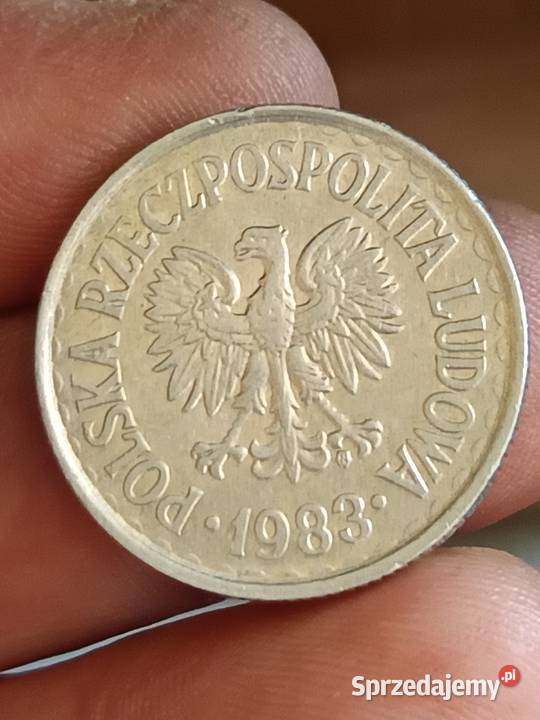 POLSKA RZECZPOSPOLITA LUDOWA
· 1983 ·
Sprzedajemy.pl